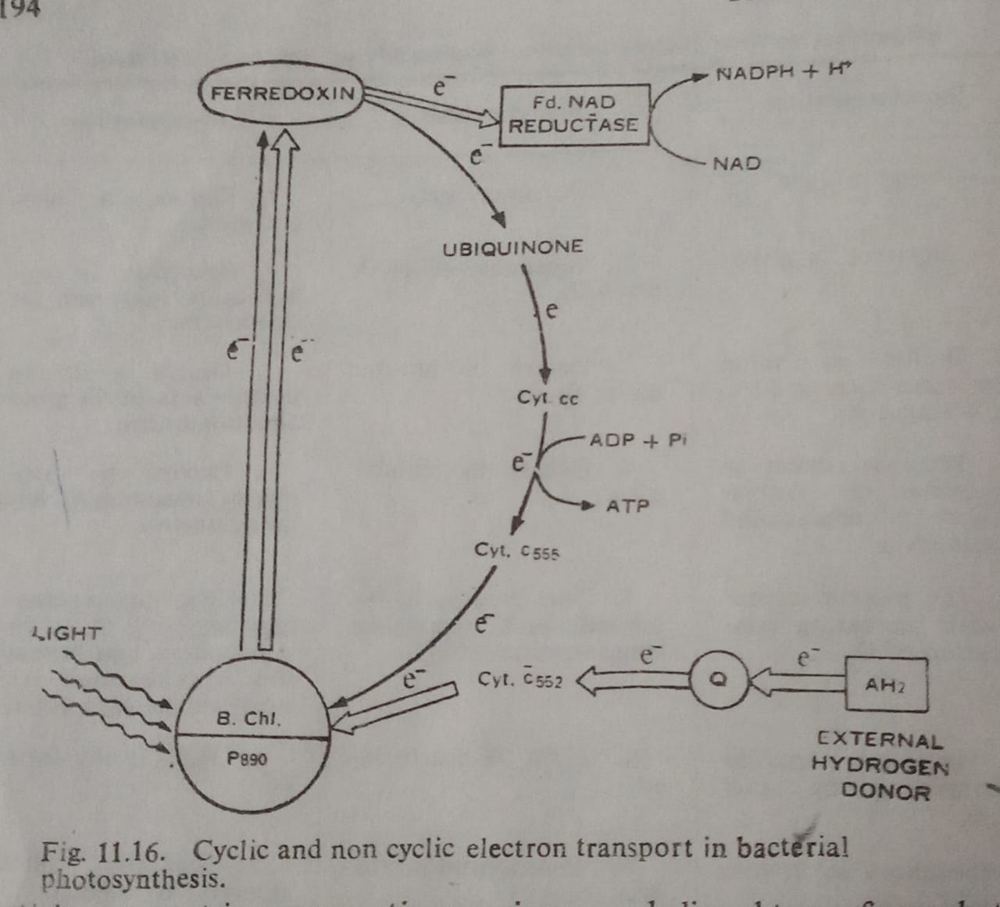 194
FERREDOXIN
e⁻
Fd. NAD
REDUCTASE
NADPH + H⁺
NAD
e⁻
UBIQUINONE
e
e⁻
e⁻
Cyt. cc
ADP + Pi
e⁻
ATP
Cyt. c555
e⁻
LIGHT
B. Chl.
P890
e⁻
Cyt. c̄552
e⁻
Q
e⁻
AH2
EXTERNAL
HYDROGEN
DONOR
Fig. 11.16. Cyclic and non cyclic electron transport in bacterial
photosynthesis.